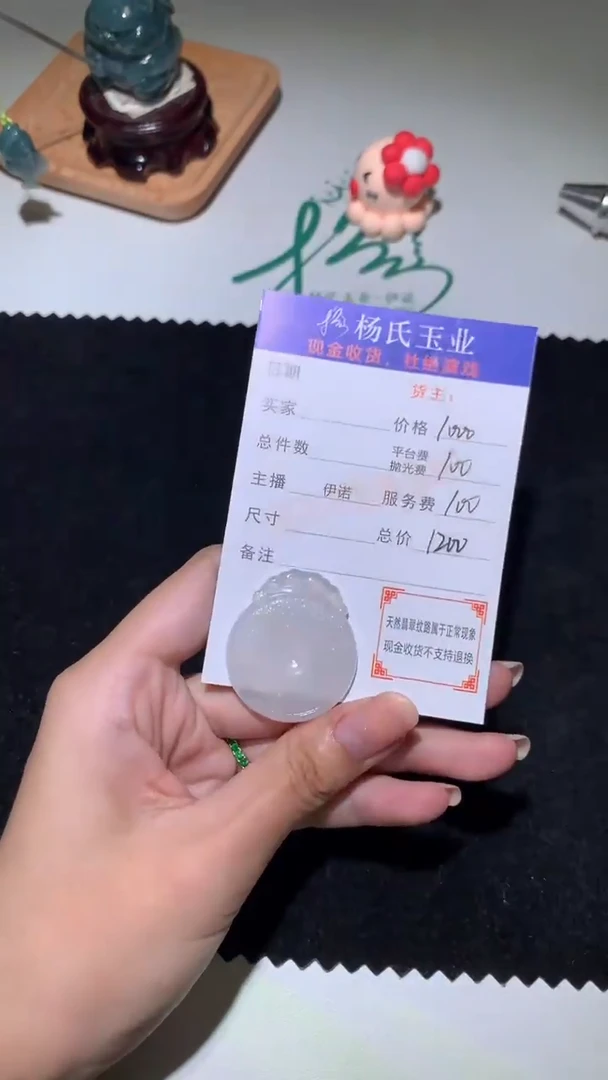 杨氏玉业
现金收货，杜绝演戏
日期
货主：
买家 价格 1000
总件数 平台费 抛光费 100
主播 伊诺 服务费 100
尺寸 总价 1200
备注
天然翡翠纹路属于正常现象
现金收货不支持退换